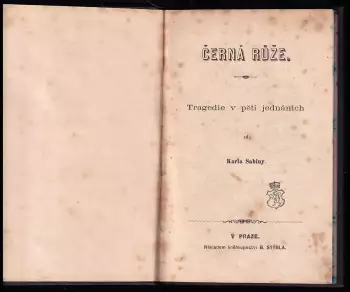 ČERNÁ RŮŽE.
Tragedie v pěti jednáních
od
Karla Sabiny
V PRAZE.
Nákladem kněhkupectví B. STÝBLA.